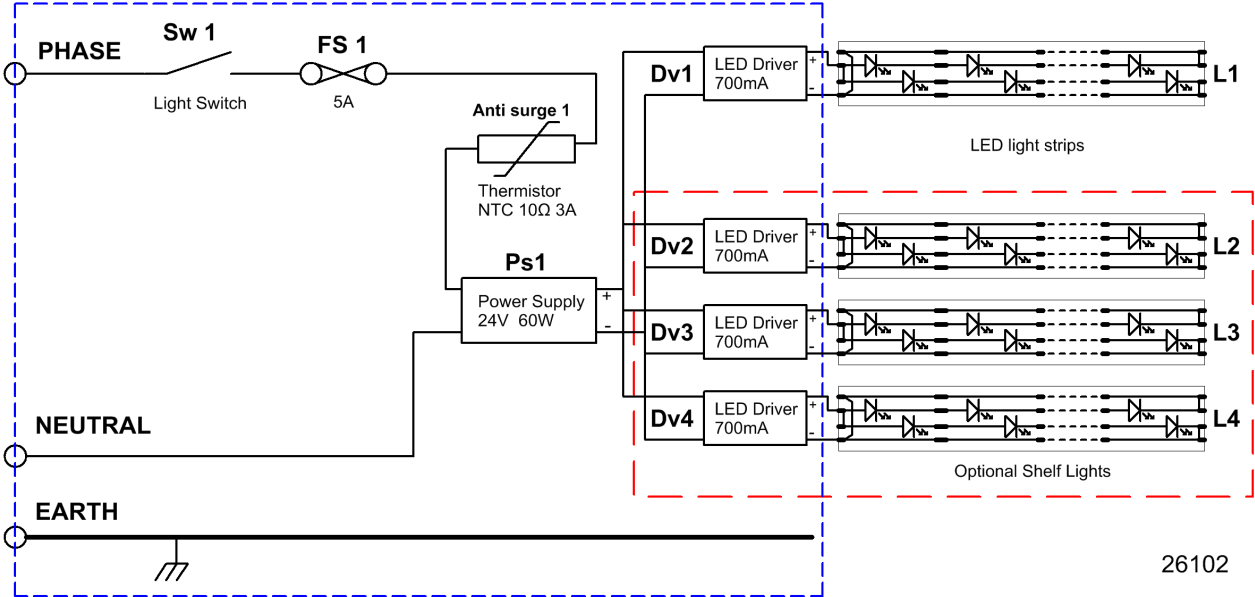 PHASE
Sw 1
Light Switch
FS 1
5A
Anti surge 1
Thermistor
NTC 10Ω 3A
Ps1
Power Supply
24V 60W
+
-
Dv1
LED Driver
700mA
+
-
L1
LED light strips
Dv2
LED Driver
700mA
+
-
L2
Dv3
LED Driver
700mA
+
-
L3
Dv4
LED Driver
700mA
+
-
L4
Optional Shelf Lights
NEUTRAL
EARTH
26102